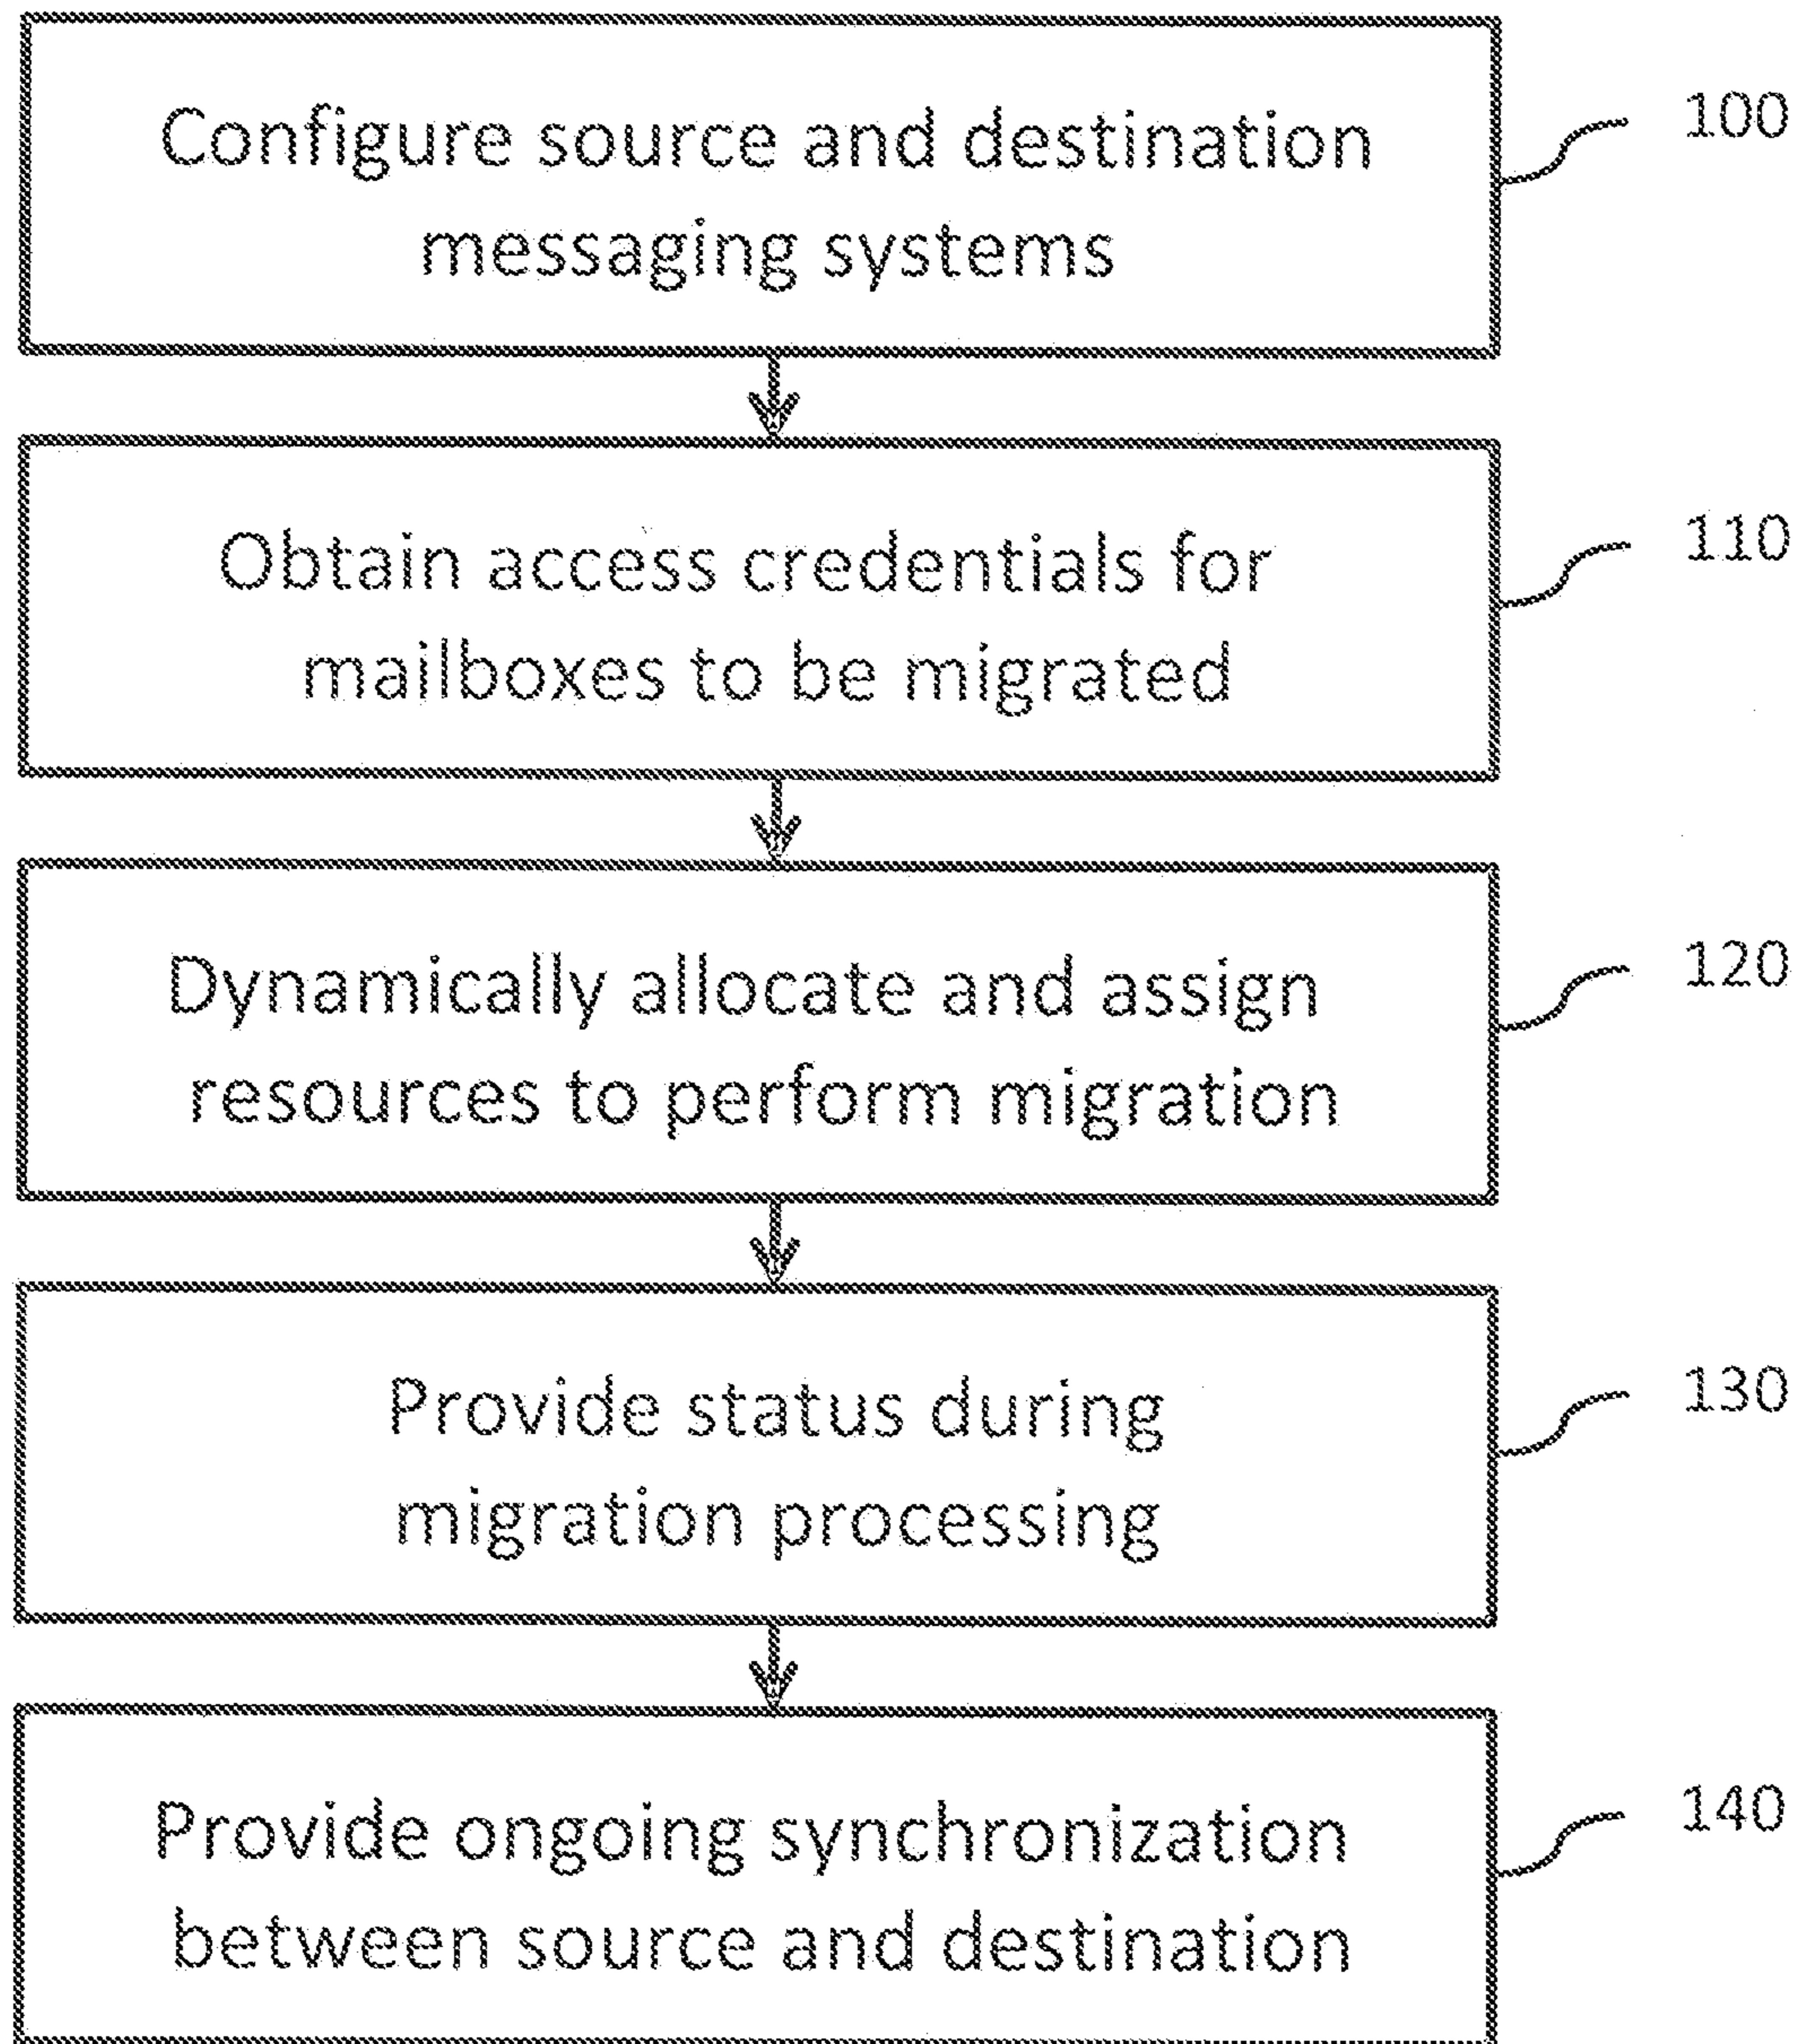 Configure source and destination
messaging systems
100
Obtain access credentials for
mailboxes to be migrated
110
Dynamically allocate and assign
resources to perform migration
120
Provide status during
migration processing
130
Provide ongoing synchronization
between source and destination
140